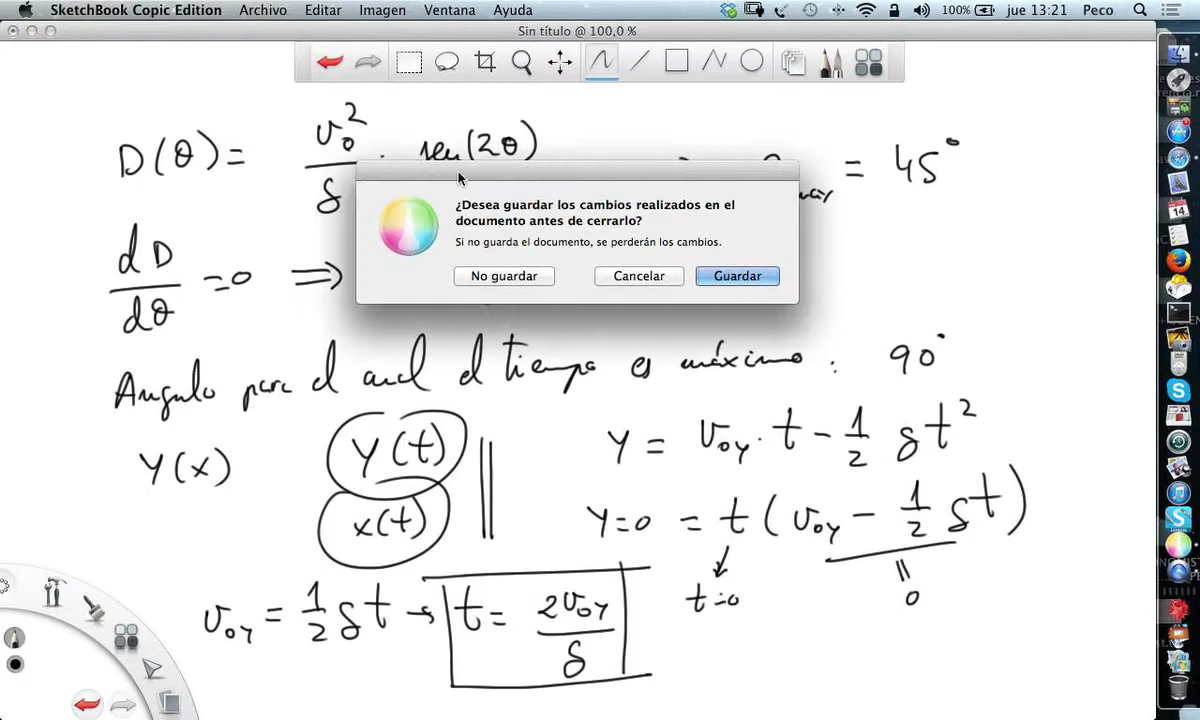 SketchBook Copic Edition Archivo Editar Imagen Ventana Ayuda 100% jue 13:21 Peco
Sin título @ 100,0 %
D(θ)= v₀² / g · sen(2θ) = 45°
¿Desea guardar los cambios realizados en el
documento antes de cerrarlo?
Si no guarda el documento, se perderán los cambios.
No guardar Cancelar Guardar
dD/dθ =0 ⇒
Angulo para el cual el tiempo es máximo: 90°
Y(x) Y(t) Y = v₀y · t - 1/2 g t²
x(t) Y=0 = t (v₀y - 1/2 g t)
t=0 = 0
v₀y = 1/2 g t → t = 2v₀y / g